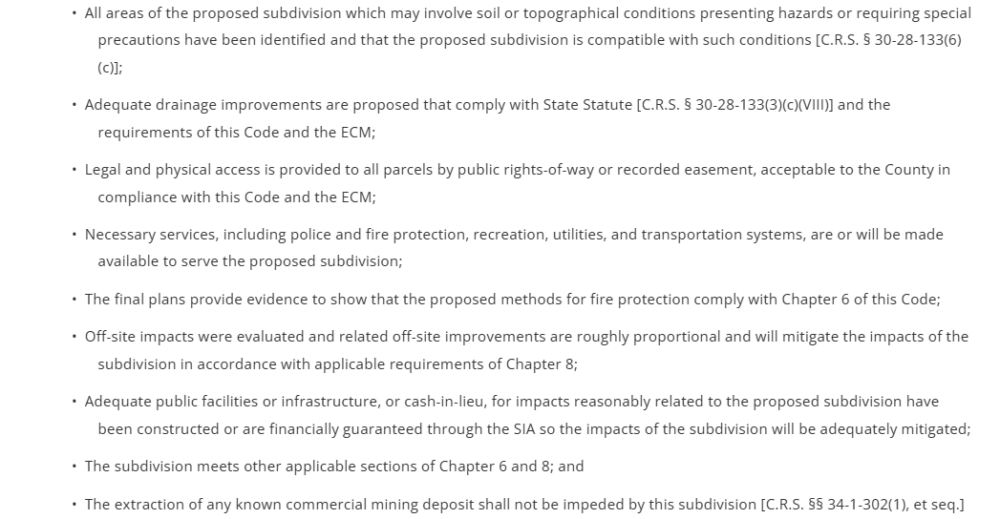 • All areas of the proposed subdivision which may involve soil or topographical conditions presenting hazards or requiring special
precautions have been identified and that the proposed subdivision is compatible with such conditions [C.R.S. § 30-28-133(6)
(c)];
• Adequate drainage improvements are proposed that comply with State Statute [C.R.S. § 30-28-133(3)(c)(VIII)] and the
requirements of this Code and the ECM;
• Legal and physical access is provided to all parcels by public rights-of-way or recorded easement, acceptable to the County in
compliance with this Code and the ECM;
• Necessary services, including police and fire protection, recreation, utilities, and transportation systems, are or will be made
available to serve the proposed subdivision;
• The final plans provide evidence to show that the proposed methods for fire protection comply with Chapter 6 of this Code;
• Off-site impacts were evaluated and related off-site improvements are roughly proportional and will mitigate the impacts of the
subdivision in accordance with applicable requirements of Chapter 8;
• Adequate public facilities or infrastructure, or cash-in-lieu, for impacts reasonably related to the proposed subdivision have
been constructed or are financially guaranteed through the SIA so the impacts of the subdivision will be adequately mitigated;
• The subdivision meets other applicable sections of Chapter 6 and 8; and
• The extraction of any known commercial mining deposit shall not be impeded by this subdivision [C.R.S. §§ 34-1-302(1), et seq.]